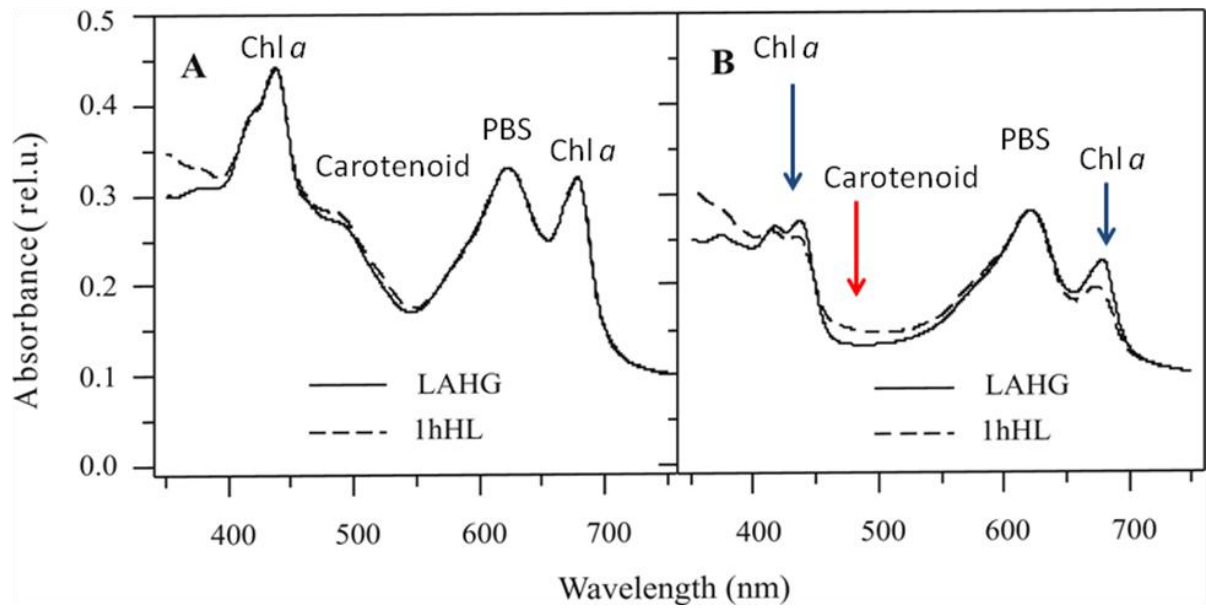 A
B
Chl a
Carotenoid
PBS
Chl a
Chl a
Carotenoid
PBS
Chl a
LAHG
1hHL
LAHG
1hHL
0.5
0.4
0.3
0.2
0.1
0.0
Absorbance (rel.u.)
400
500
600
700
400
500
600
700
Wavelength (nm)